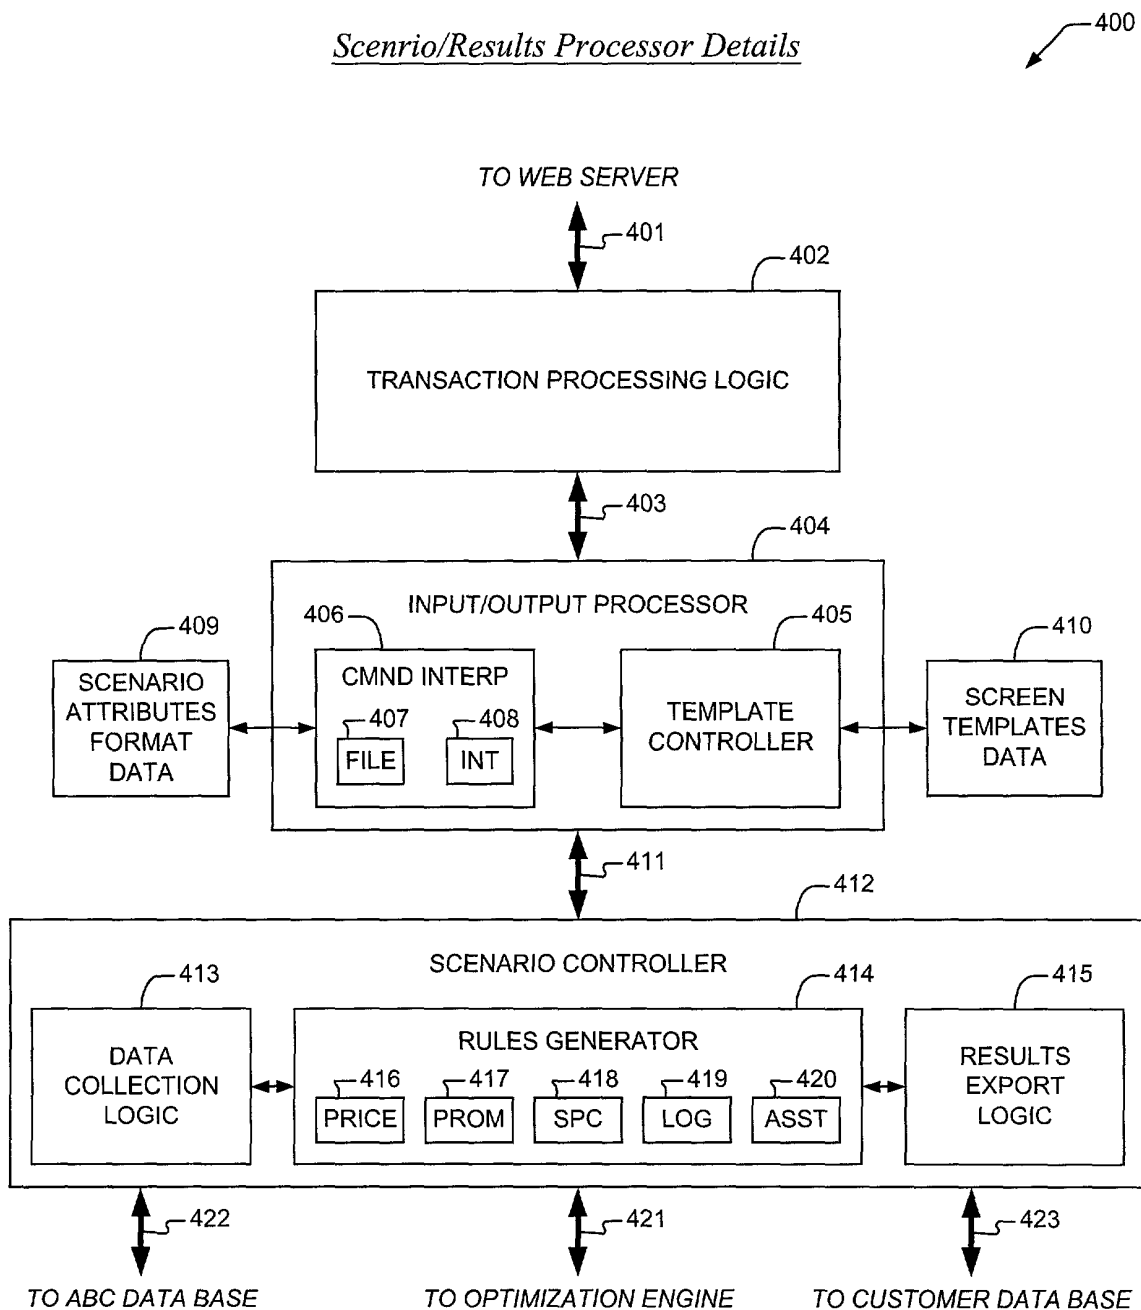 Scenrio/Results Processor Details
400
TO WEB SERVER
401
402
TRANSACTION PROCESSING LOGIC
403
404
INPUT/OUTPUT PROCESSOR
409
406
405
410
SCENARIO
ATTRIBUTES
FORMAT
DATA
CMND INTERP
407
408
FILE
INT
TEMPLATE
CONTROLLER
SCREEN
TEMPLATES
DATA
411
412
SCENARIO CONTROLLER
413
414
415
DATA
COLLECTION
LOGIC
RULES GENERATOR
416
417
418
419
420
PRICE
PROM
SPC
LOG
ASST
RESULTS
EXPORT
LOGIC
422
421
423
TO ABC DATA BASE
TO OPTIMIZATION ENGINE
TO CUSTOMER DATA BASE